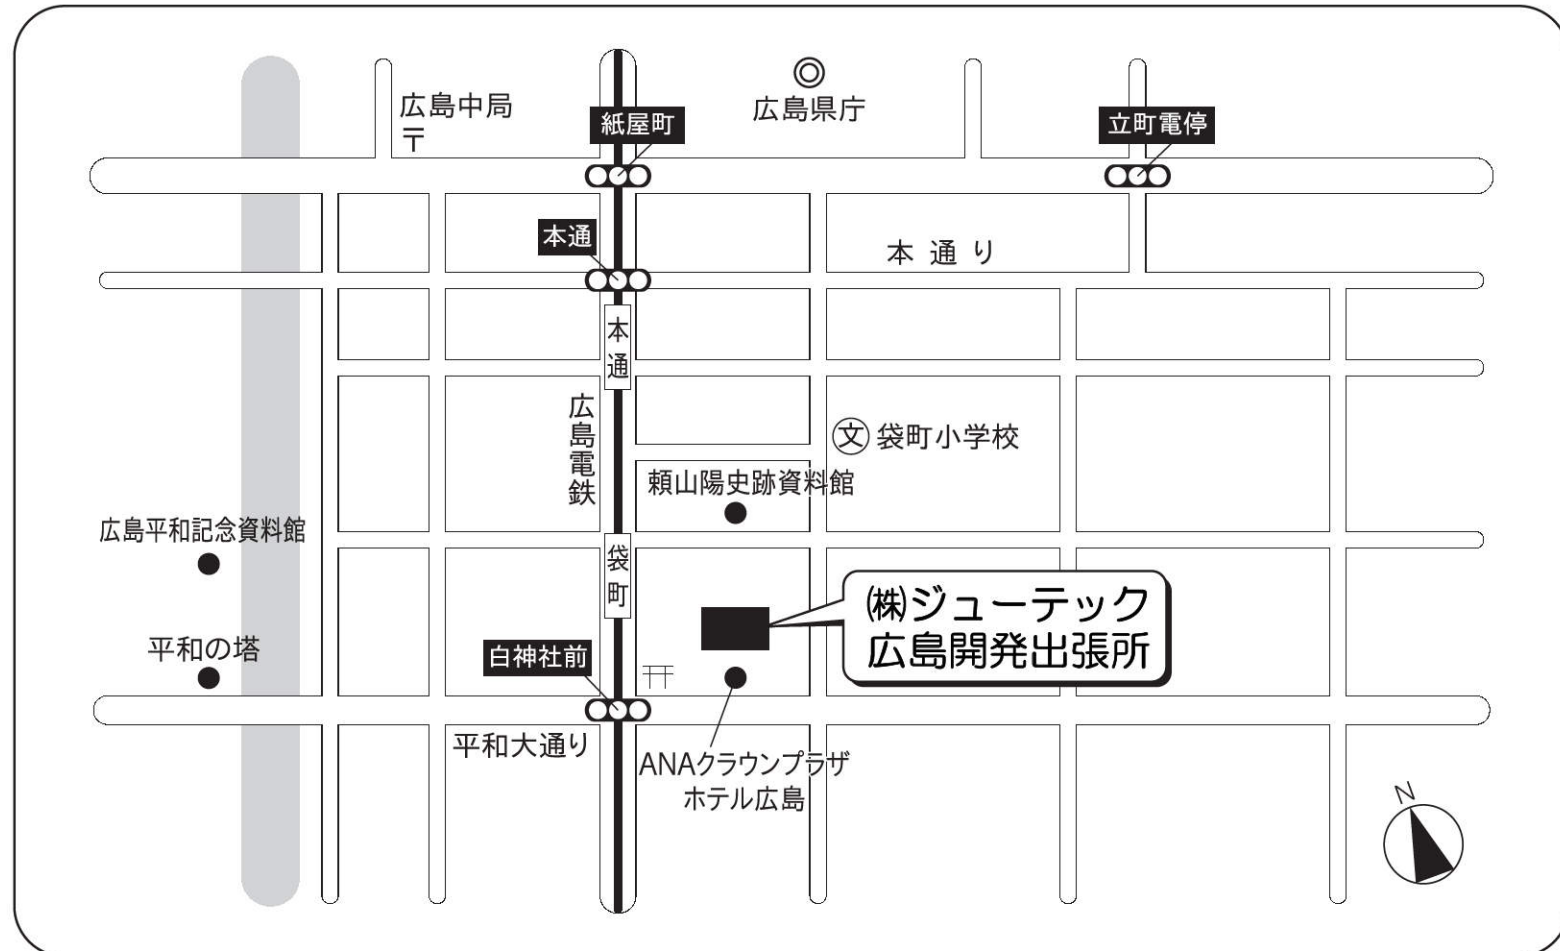 広島中局
〒
紙屋町
広島県庁
立町電停
本通
本通り
本通
広島電鉄
文 袋町小学校
頼山陽史跡資料館
広島平和記念資料館
袋町
㈱ジューテック
広島開発出張所
平和の塔
白神社前
平和大通り
ANAクラウンプラザ
ホテル広島
N